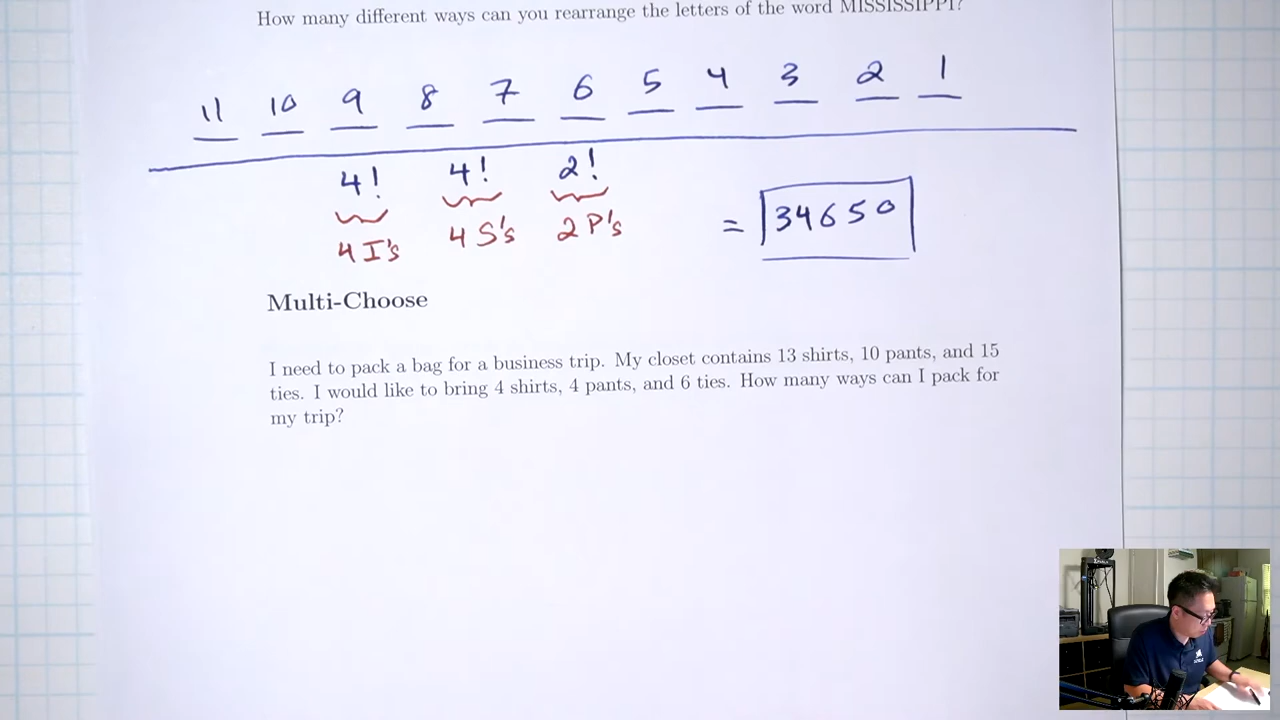 How many different ways can you rearrange the letters of the word MISSISSIPPI?
11 10 9 8 7 6 5 4 3 2 1
4! 4! 2!
4 I's 4 S's 2 P's
= 34650
Multi-Choose
I need to pack a bag for a business trip. My closet contains 13 shirts, 10 pants, and 15
ties. I would like to bring 4 shirts, 4 pants, and 6 ties. How many ways can I pack for
my trip?